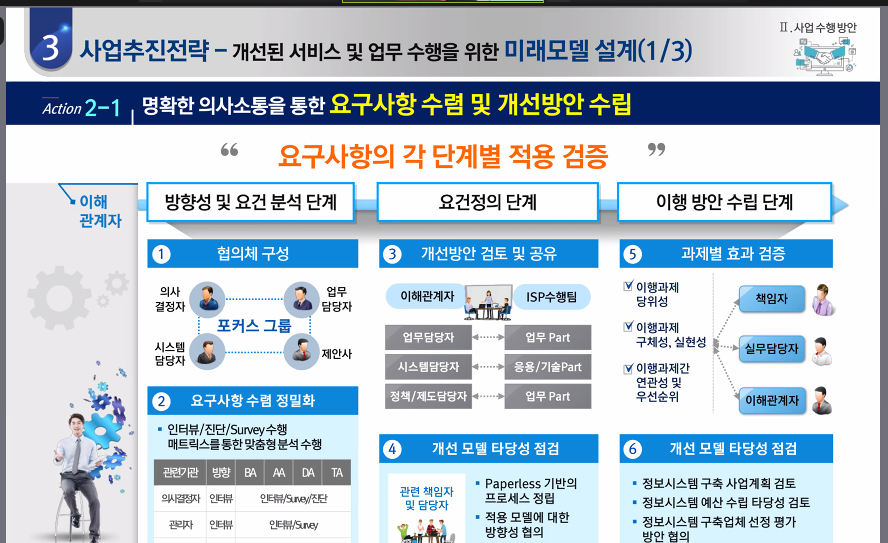 Ⅱ.사업수행방안
3 사업추진전략 – 개선된 서비스 및 업무 수행을 위한 미래모델 설계(1/3)
Action 2-1 명확한 의사소통을 통한 요구사항 수렴 및 개선방안 수립
“ 요구사항의 각 단계별 적용 검증 ”
이해
관계자
방향성 및 요건 분석 단계
요건정의 단계
이행 방안 수립 단계
1 협의체 구성
의사
결정자
업무
담당자
포커스 그룹
시스템
담당자
제안사
2 요구사항 수렴 정밀화
▪ 인터뷰/진단/Survey 수행
매트릭스를 통한 맞춤형 분석 수행
관련기관 방향 BA AA DA TA
의사결정자 인터뷰 인터뷰/Survey/진단
관리자 인터뷰 인터뷰/Survey
3 개선방안 검토 및 공유
이해관계자 ISP수행팀
업무담당자 업무 Part
시스템담당자 응용/기술Part
정책/제도담당자 업무 Part
4 개선 모델 타당성 점검
관련 책임자
및 담당자
▪ Paperless 기반의
프로세스 정립
▪ 적용 모델에 대한
방향성 협의
5 과제별 효과 검증
이행과제
당위성
이행과제
구체성, 실현성
이행과제간
연관성 및
우선순위
책임자
실무담당자
이해관계자
6 개선 모델 타당성 점검
▪ 정보시스템 구축 사업계획 검토
▪ 정보시스템 예산 수립 타당성 검토
▪ 정보시스템 구축업체 선정 평가
방안 협의